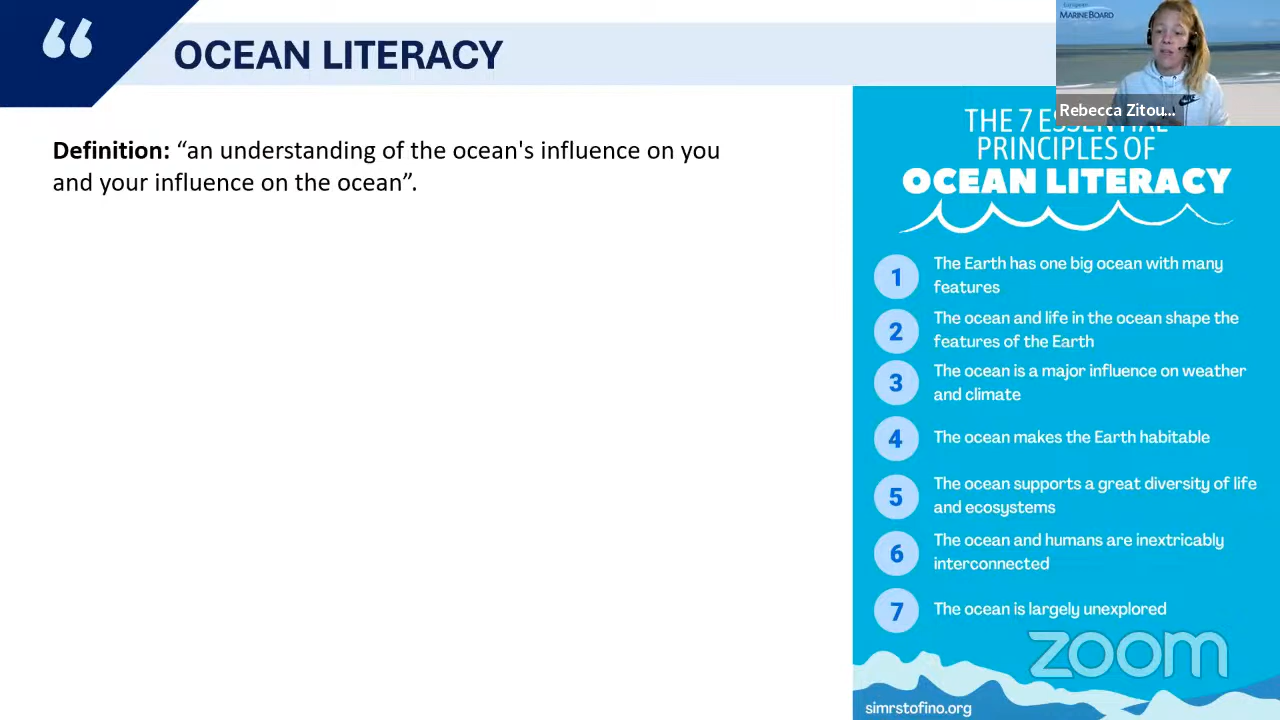 OCEAN LITERACY
Definition: “an understanding of the ocean's influence on you
and your influence on the ocean”.
European
MARINEBOARD
Rebecca Zitou...
THE 7 ESSENTIAL
PRINCIPLES OF
OCEAN LITERACY
1
The Earth has one big ocean with many
features
2
The ocean and life in the ocean shape the
features of the Earth
3
The ocean is a major influence on weather
and climate
4
The ocean makes the Earth habitable
5
The ocean supports a great diversity of life
and ecosystems
6
The ocean and humans are inextricably
interconnected
7
The ocean is largely unexplored
zoom
simrstofino.org